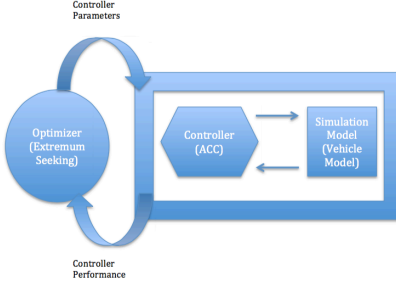 Controller
Parameters
Optimizer
(Extremum
Seeking)
Controller
(ACC)
Simulation
Model
(Vehicle
Model)
Controller
Performance